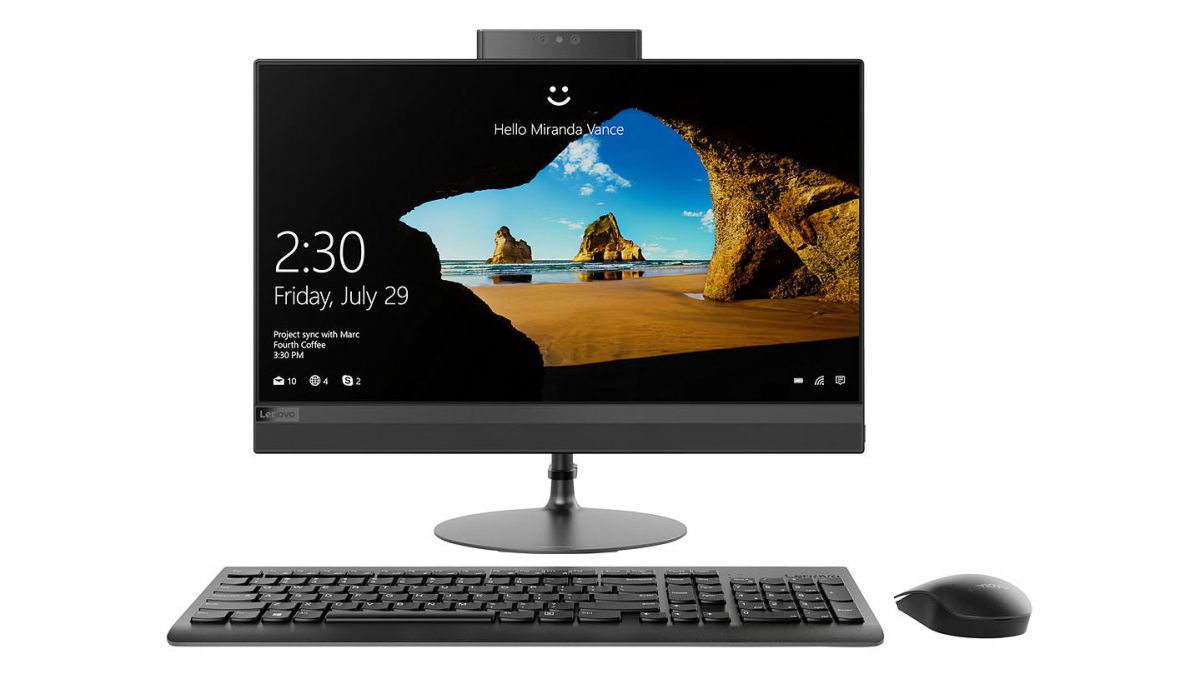 Hello Miranda Vance
2:30
Friday, July 29
Project sync with Marc
Fourth Coffee
3:30 PM
10 4 2
Lenovo